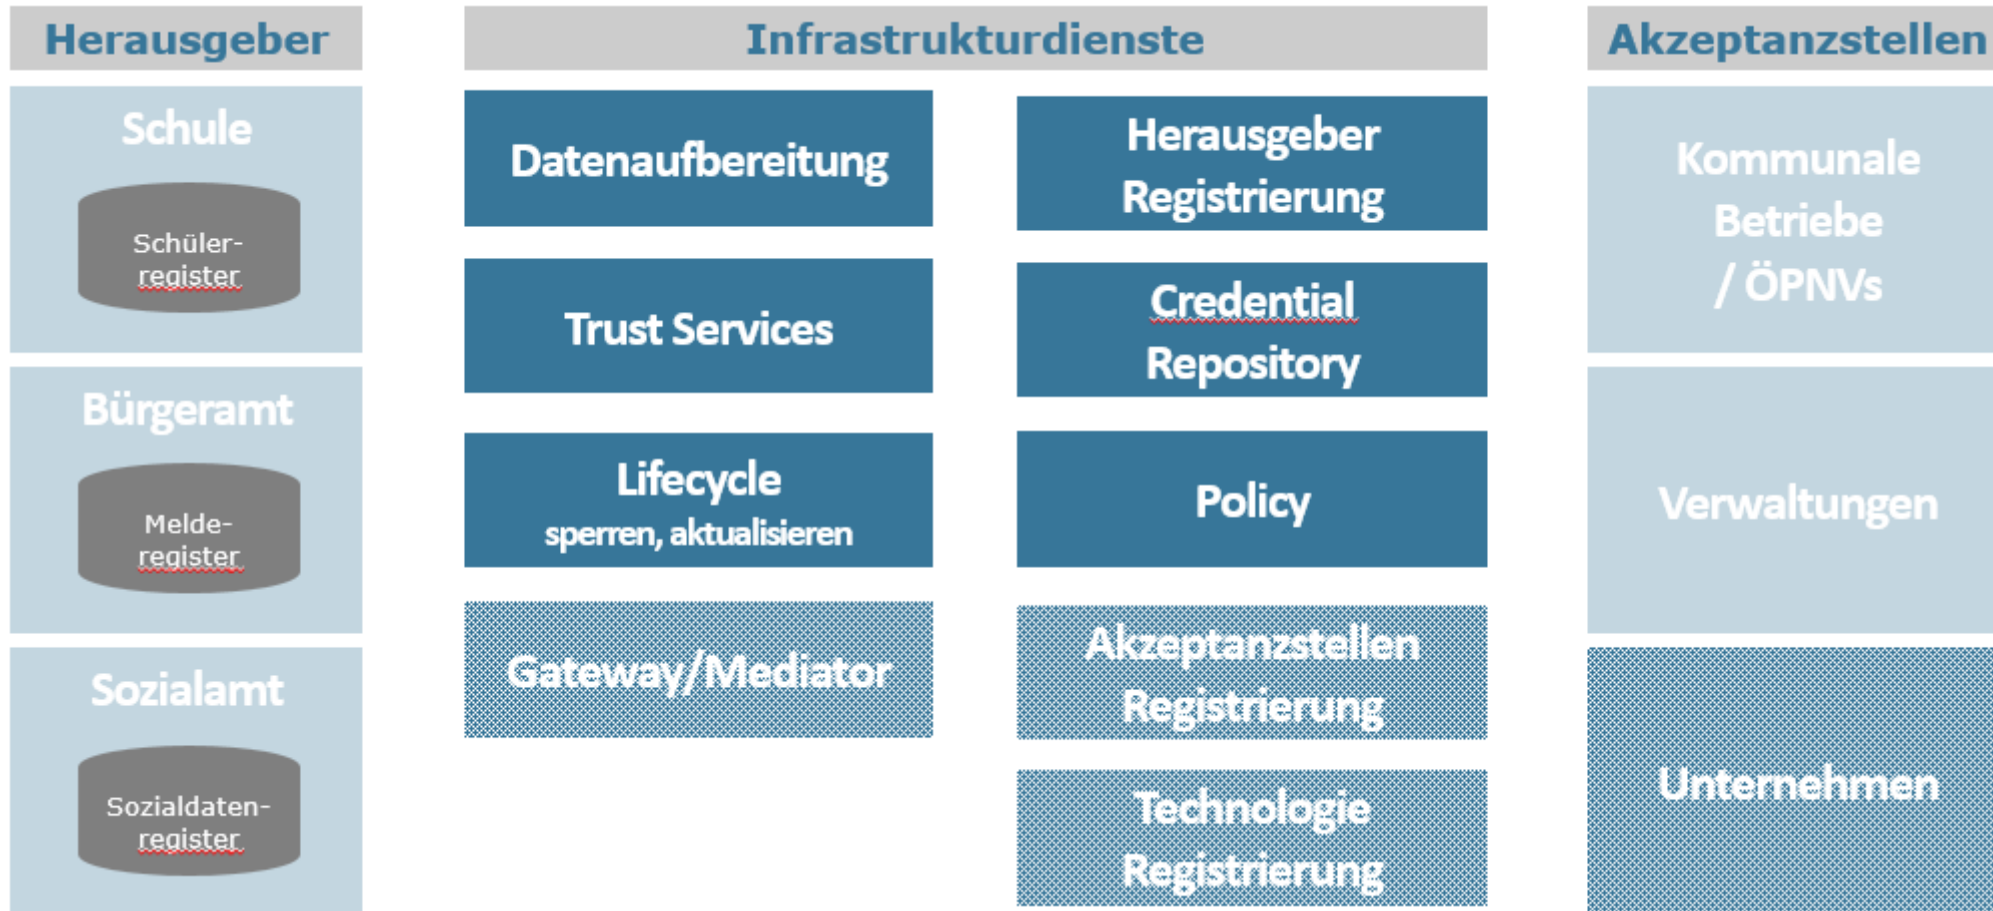 Herausgeber
Schule
Schüler-
register
Bürgeramt
Melde-
register
Sozialamt
Sozialdaten-
register
Infrastrukturdienste
Datenaufbereitung
Trust Services
Lifecycle
sperren, aktualisieren
Gateway/Mediator
Herausgeber
Registrierung
Credential
Repository
Policy
Akzeptanzstellen
Registrierung
Technologie
Registrierung
Akzeptanzstellen
Kommunale
Betriebe
/ ÖPNVs
Verwaltungen
Unternehmen